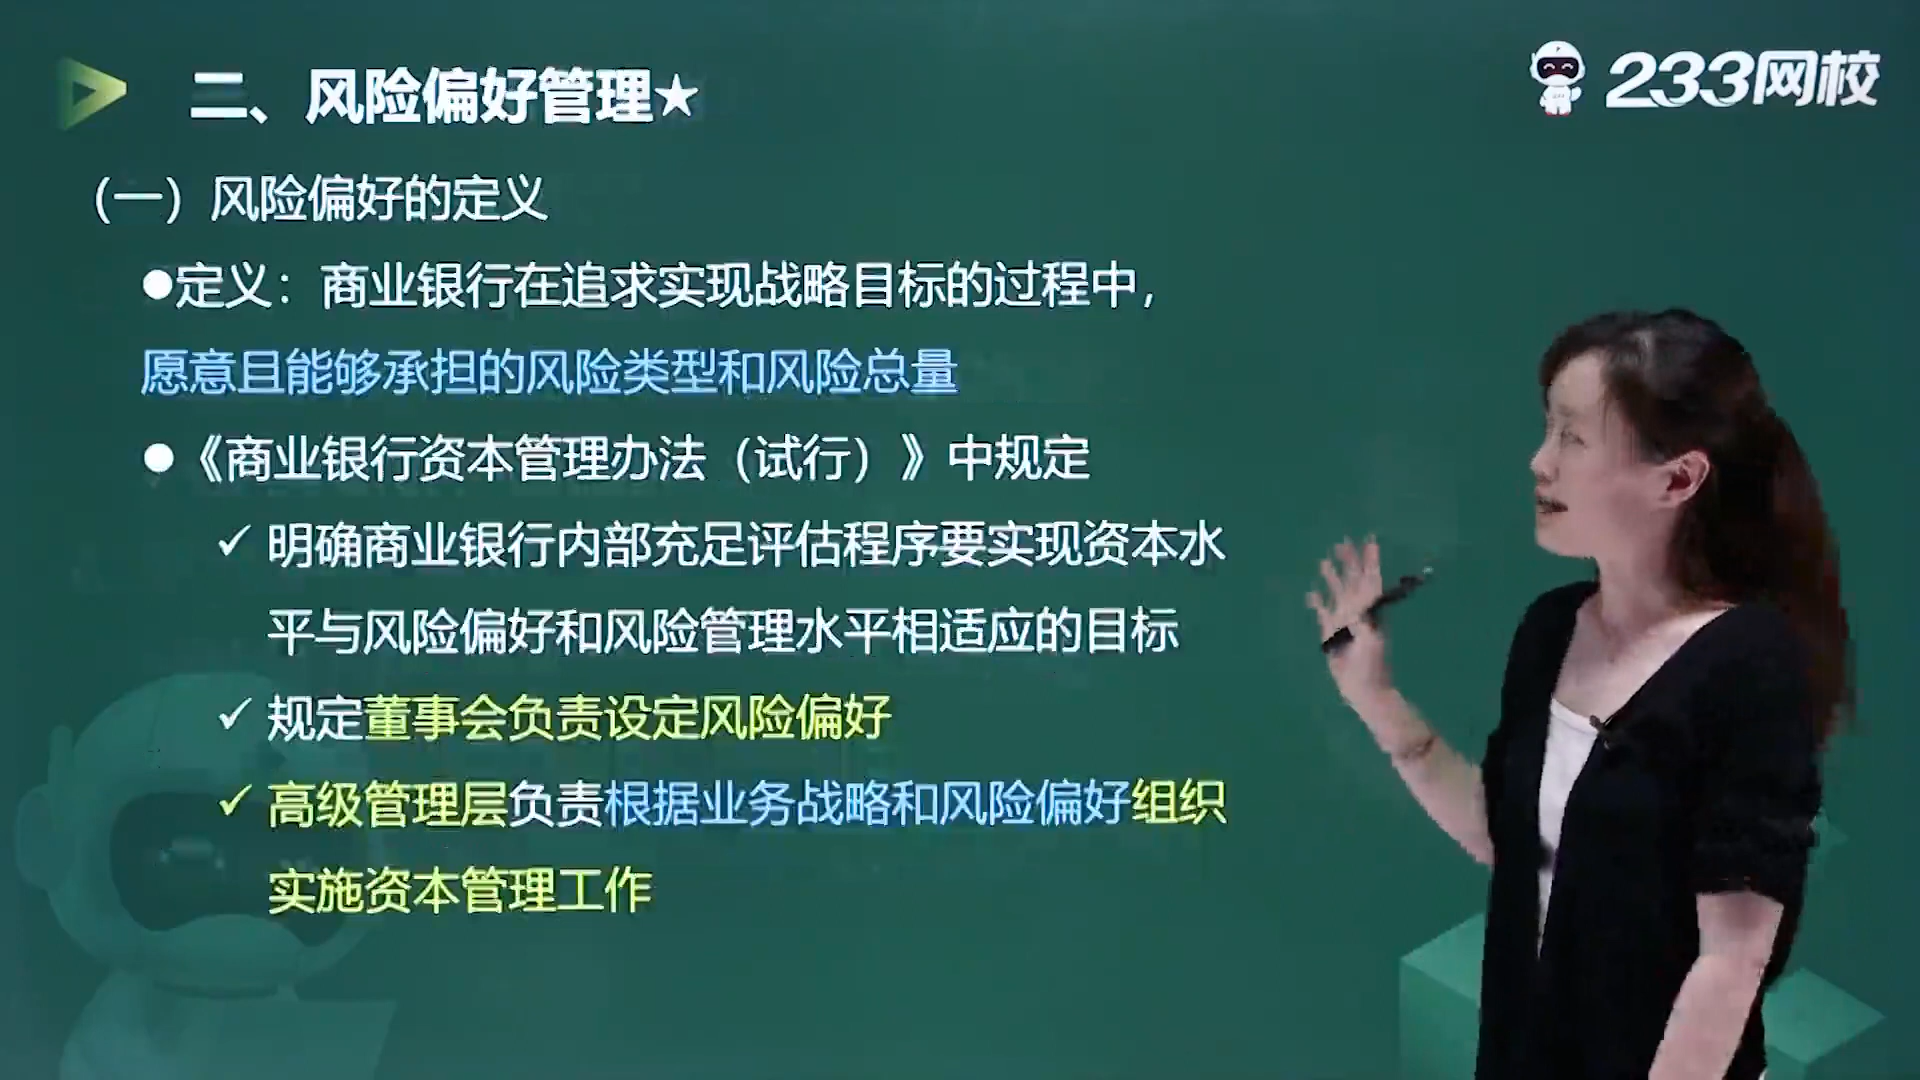 二、风险偏好管理★
233网校
（一）风险偏好的定义
●定义：商业银行在追求实现战略目标的过程中，
愿意且能够承担的风险类型和风险总量
●《商业银行资本管理办法（试行）》中规定
✓ 明确商业银行内部充足评估程序要实现资本水
平与风险偏好和风险管理水平相适应的目标
✓ 规定董事会负责设定风险偏好
✓ 高级管理层负责根据业务战略和风险偏好组织
实施资本管理工作